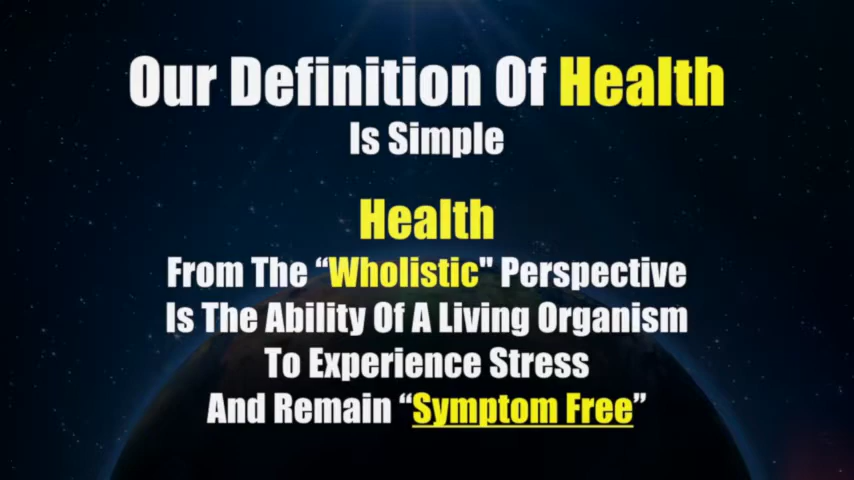 Our Definition Of Health
Is Simple
Health
From The “Wholistic" Perspective
Is The Ability Of A Living Organism
To Experience Stress
And Remain “Symptom Free”